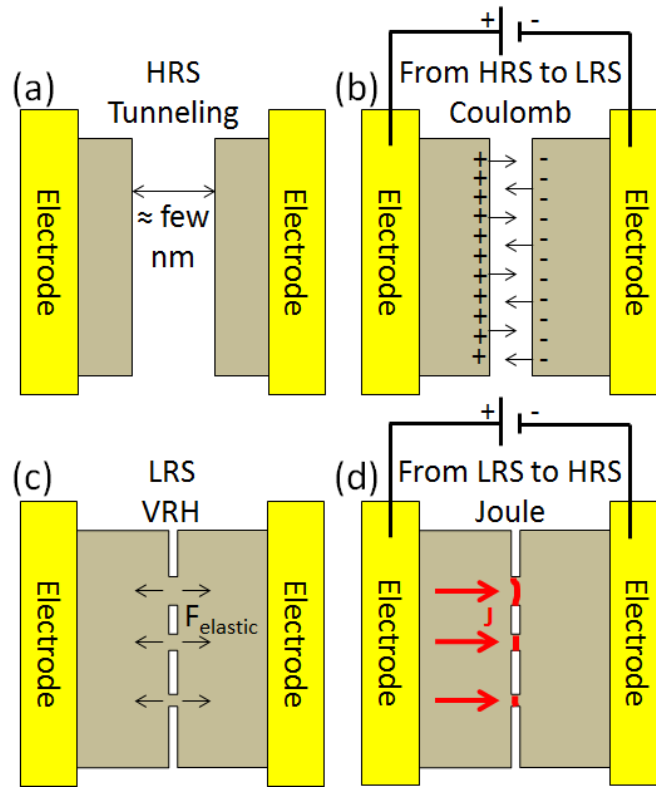 (a)
HRS
Tunneling
Electrode
≈ few
nm
Electrode
+ -
(b)
From HRS to LRS
Coulomb
Electrode
+ -
+ -
+ -
+ -
+ -
+ -
+ -
+ -
+ -
+ -
+ -
Electrode
(c)
LRS
VRH
Electrode
Felastic
Electrode
+ -
(d)
From LRS to HRS
Joule
Electrode
J
Electrode